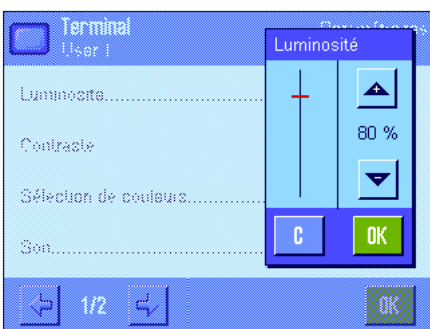 Terminal
User 1
Paramètres
Luminosité
Luminosité
80 %
Contraste
Sélection de couleurs
Son
C
OK
1/2
OK